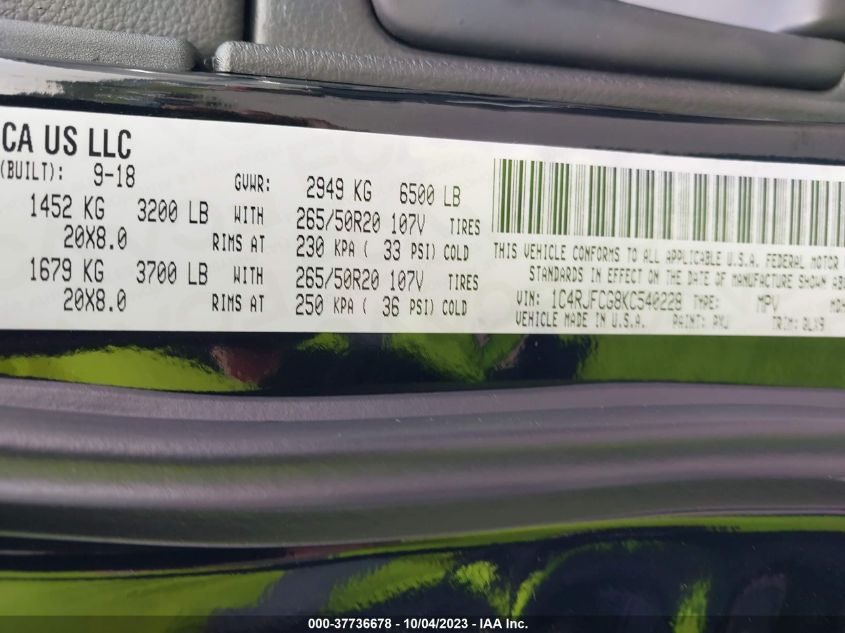 CA US LLC
(BUILT): 9-18 GVWR: 2949 KG 6500 LB
1452 KG 3200 LB WITH 265/50R20 107V TIRES
20X8.0 RIMS AT 230 KPA ( 33 PSI) COLD
1679 KG 3700 LB WITH 265/50R20 107V TIRES
20X8.0 RIMS AT 250 KPA ( 36 PSI) COLD
THIS VEHICLE CONFORMS TO ALL APPLICABLE U.S.A. FEDERAL MOTOR
STANDARDS IN EFFECT ON THE DATE OF MANUFACTURE SHOWN ABO
VIN: 1C4RJFCG8KC540228 TYPE: MPV
VEHICLE MADE IN U.S.A. PAINT: PXJ TRIM:
000-37736678 - 10/04/2023 - IAA Inc.